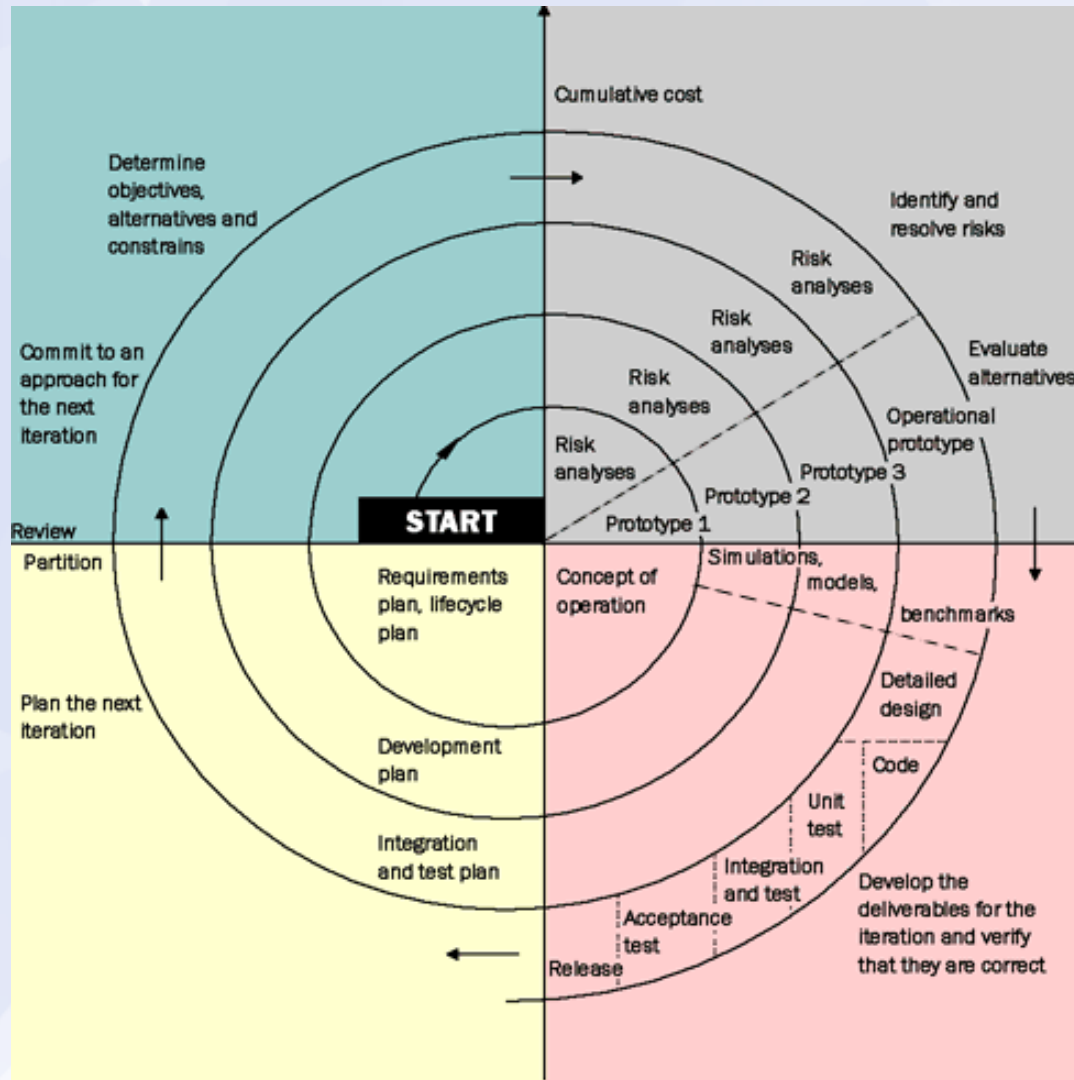 Cumulative cost
Determine
objectives,
alternatives and
constrains
Identify and
resolve risks
Risk
analyses
Risk
analyses
Commit to an
approach for
the next
iteration
Evaluate
alternatives
Risk
analyses
Operational
prototype
Risk
analyses
Prototype 3
Prototype 2
START
Prototype 1
Review
Partition
Simulations,
models,
benchmarks
Requirements
plan, lifecycle
plan
Concept of
operation
Plan the next
iteration
Detailed
design
Development
plan
Code
Unit
test
Integration
and test plan
Integration
and test
Develop the
deliverables for the
iteration and verify
that they are correct
Acceptance
test
Release